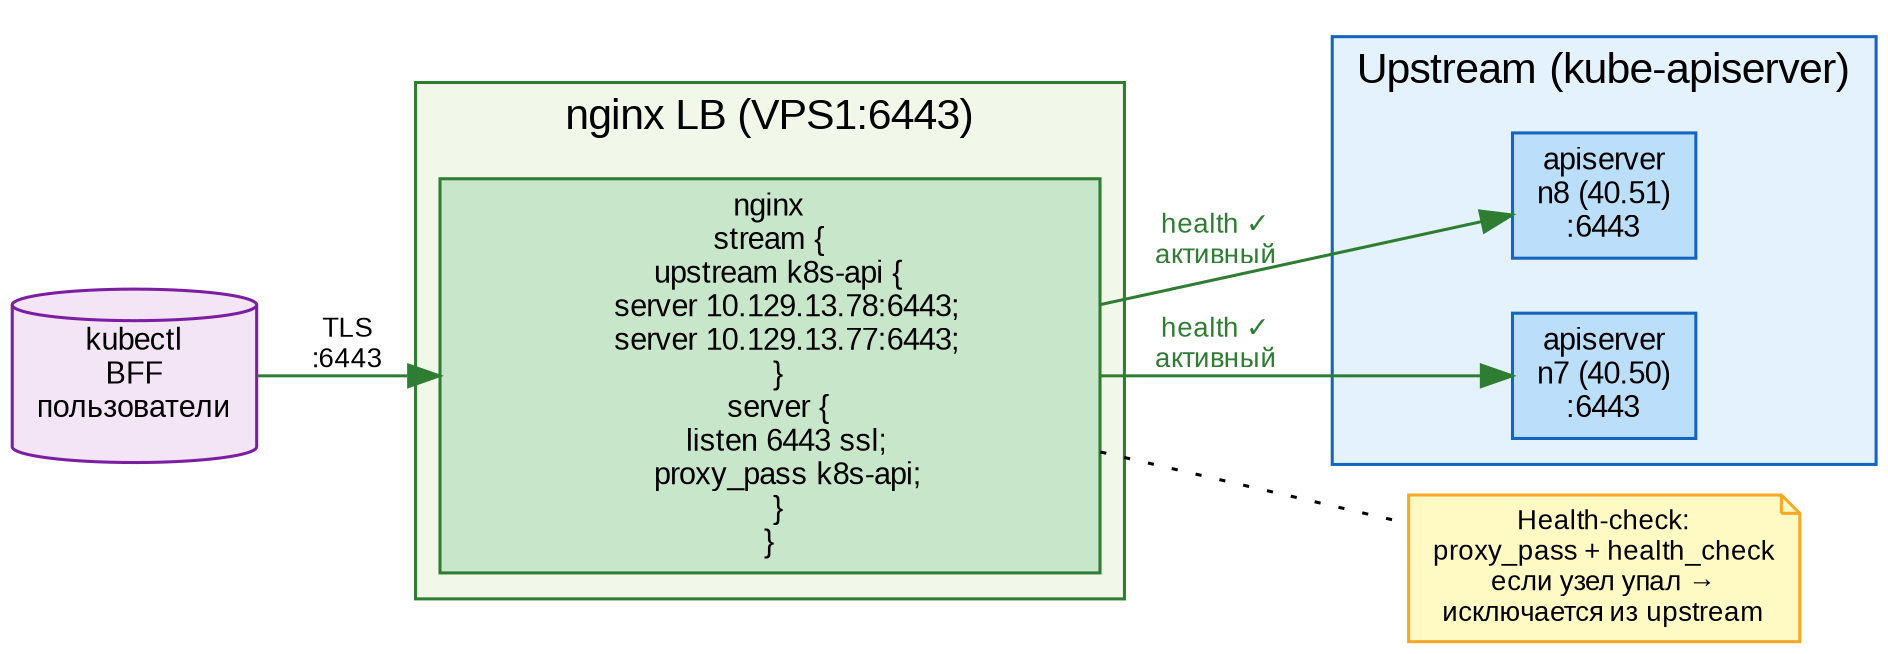 kubectl
BFF
пользователи
TLS
:6443
nginx LB (VPS1:6443)
nginx
stream {
upstream k8s-api {
server 10.129.13.78:6443;
server 10.129.13.77:6443;
}
server {
listen 6443 ssl;
proxy_pass k8s-api;
}
}
health ✓
активный
health ✓
активный
Upstream (kube-apiserver)
apiserver
n8 (40.51)
:6443
apiserver
n7 (40.50)
:6443
Health-check:
proxy_pass + health_check
если узел упал →
исключается из upstream